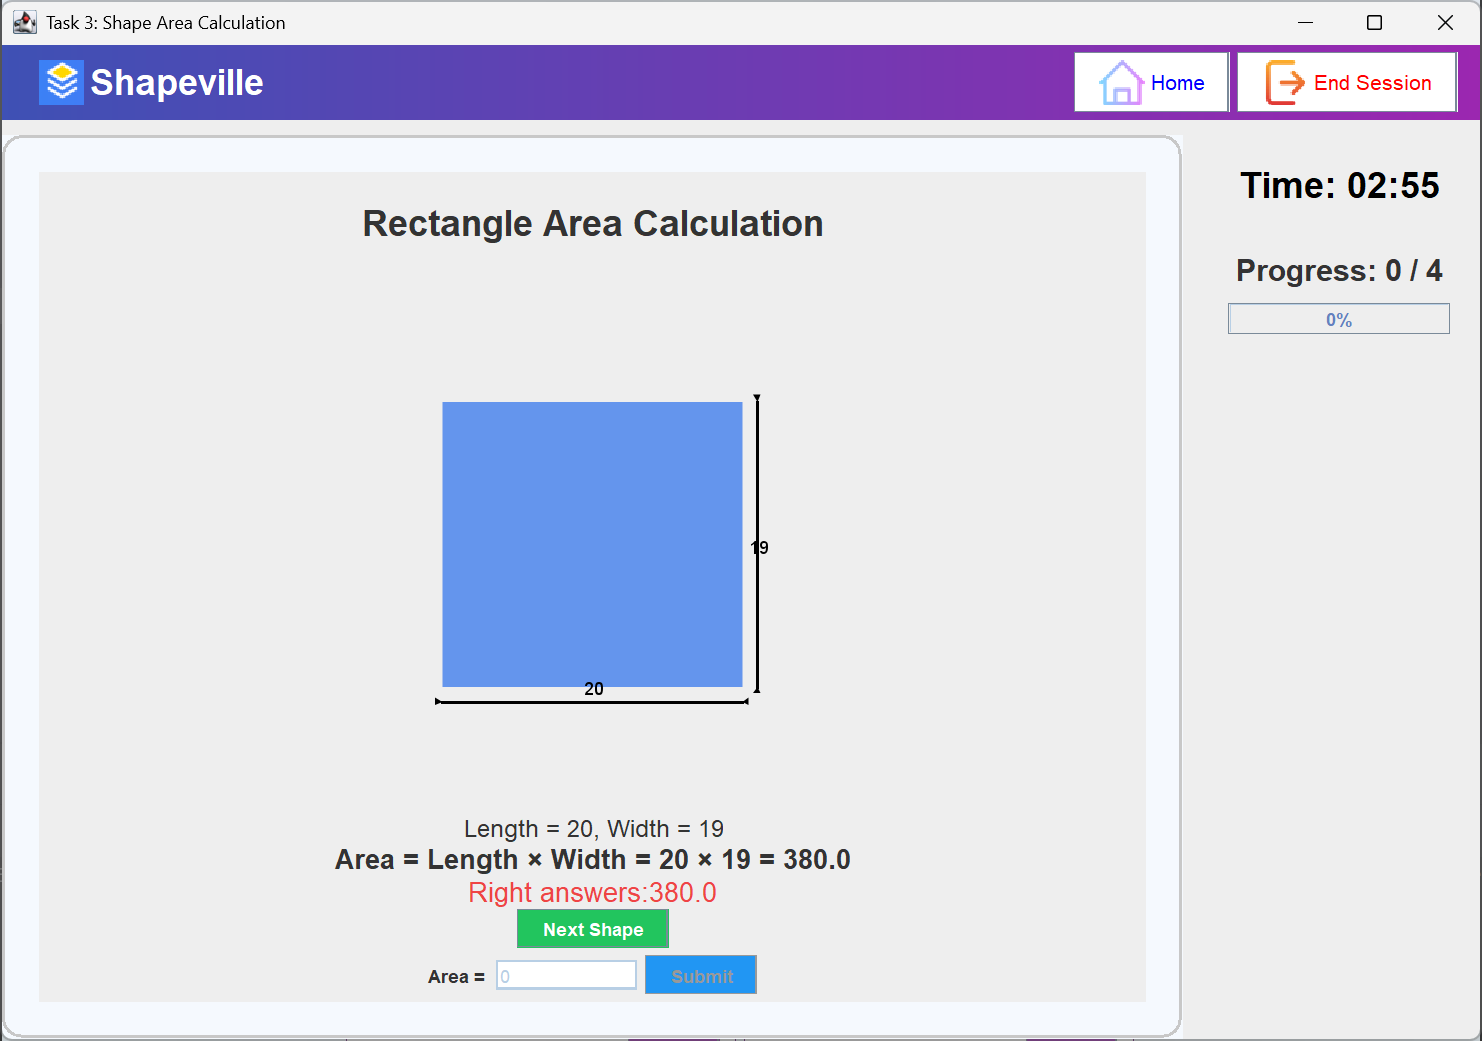 Task 3: Shape Area Calculation
Shapeville
Home
End Session
Time: 02:55
Progress: 0 / 4
0%
Rectangle Area Calculation
19
20
Length = 20, Width = 19
Area = Length × Width = 20 × 19 = 380.0
Right answers:380.0
Next Shape
Area = 0
Submit